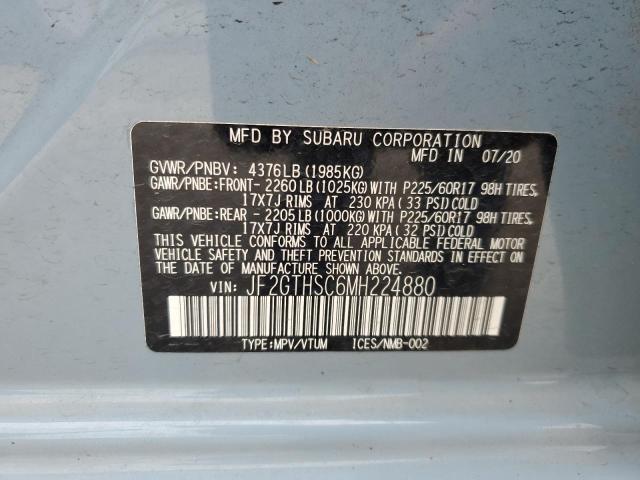 MFD BY SUBARU CORPORATION
GVWR/PNBV: 4376LB (1985KG) MFD IN 07/20
GAWR/PNBE:FRONT- 2260LB(1025KG)WITH P225/60R17 98H TIRES,
17X7J RIMS AT 230 KPA (33 PSI)COLD
GAWR/PNBE:REAR - 2205LB(1000KG)WITH P225/60R17 98H TIRES,
17X7J RIMS AT 220 KPA (32 PSI)COLD
THIS VEHICLE CONFORMS TO ALL APPLICABLE FEDERAL MOTOR
VEHICLE SAFETY AND THEFT PREVENTION STANDARDS IN EFFECT
ON THE DATE OF MANUFACTURE SHOWN ABOVE.
VIN: JF2GTHSC6MH224880
TYPE:MPV/VTUM ICES/NMB-002